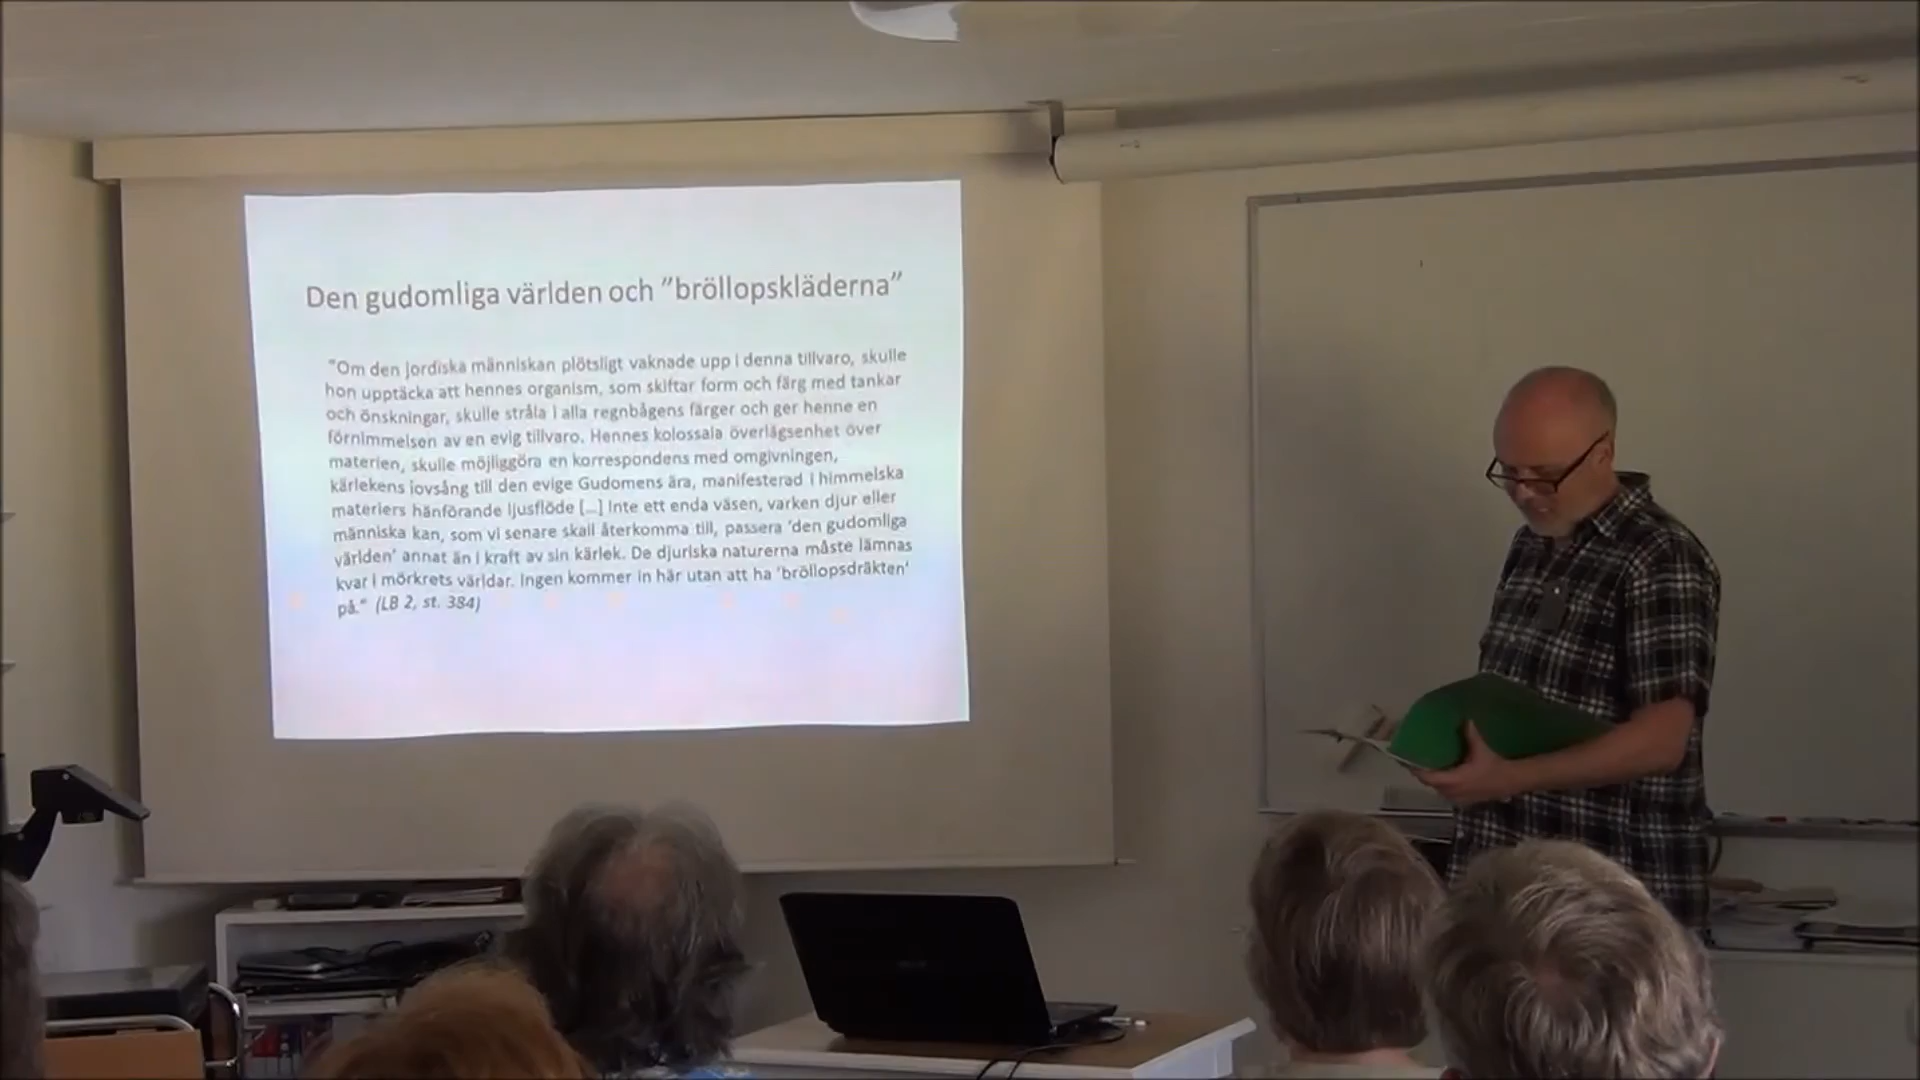 Den gudomliga världen och ”bröllopskläderna”
”Om den jordiska människan plötsligt vaknade upp i denna tillvaro, skulle
hon upptäcka att hennes organism, som skiftar form och färg med tankar
och önskningar, skulle stråla i alla regnbågens färger och ger henne en
förnimmelsen av en evig tillvaro. Hennes kolossala överlägsenhet över
materien, skulle möjliggöra en korrespondens med omgivningen,
kärlekens lovsång till den evige Gudomens ära, manifesterad i himmelska
materiers hänförande ljusflöde [...] Inte ett enda väsen, varken djur eller
människa kan, som vi senare skall återkomma till, passera ’den gudomliga
världen’ annat än i kraft av sin kärlek. De djuriska naturerna måste lämnas
kvar i mörkrets världar. Ingen kommer in här utan att ha ’bröllopsdräkten’
på.” (LB 2, st. 384)